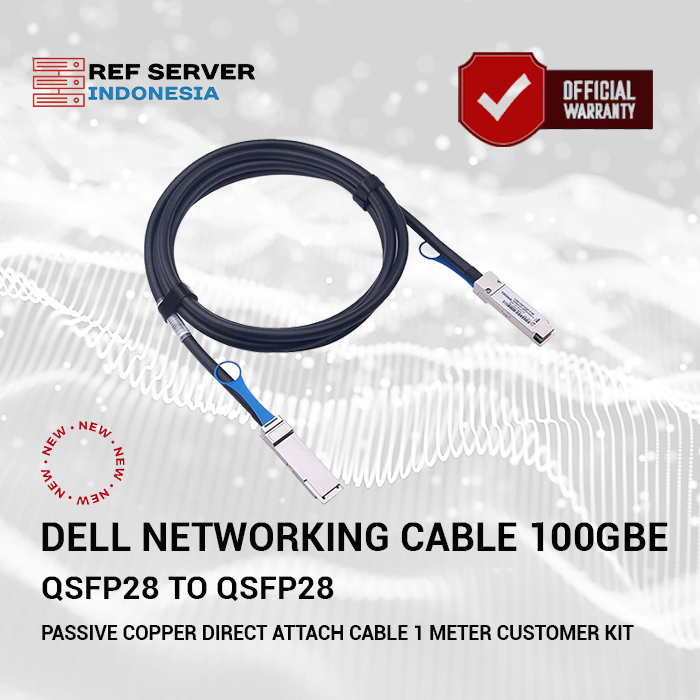 REF SERVER
INDONESIA
OFFICIAL
WARRANTY
NEW • NEW • NEW • NEW • NEW •
DELL NETWORKING CABLE 100GBE
QSFP28 TO QSFP28
PASSIVE COPPER DIRECT ATTACH CABLE 1 METER CUSTOMER KIT